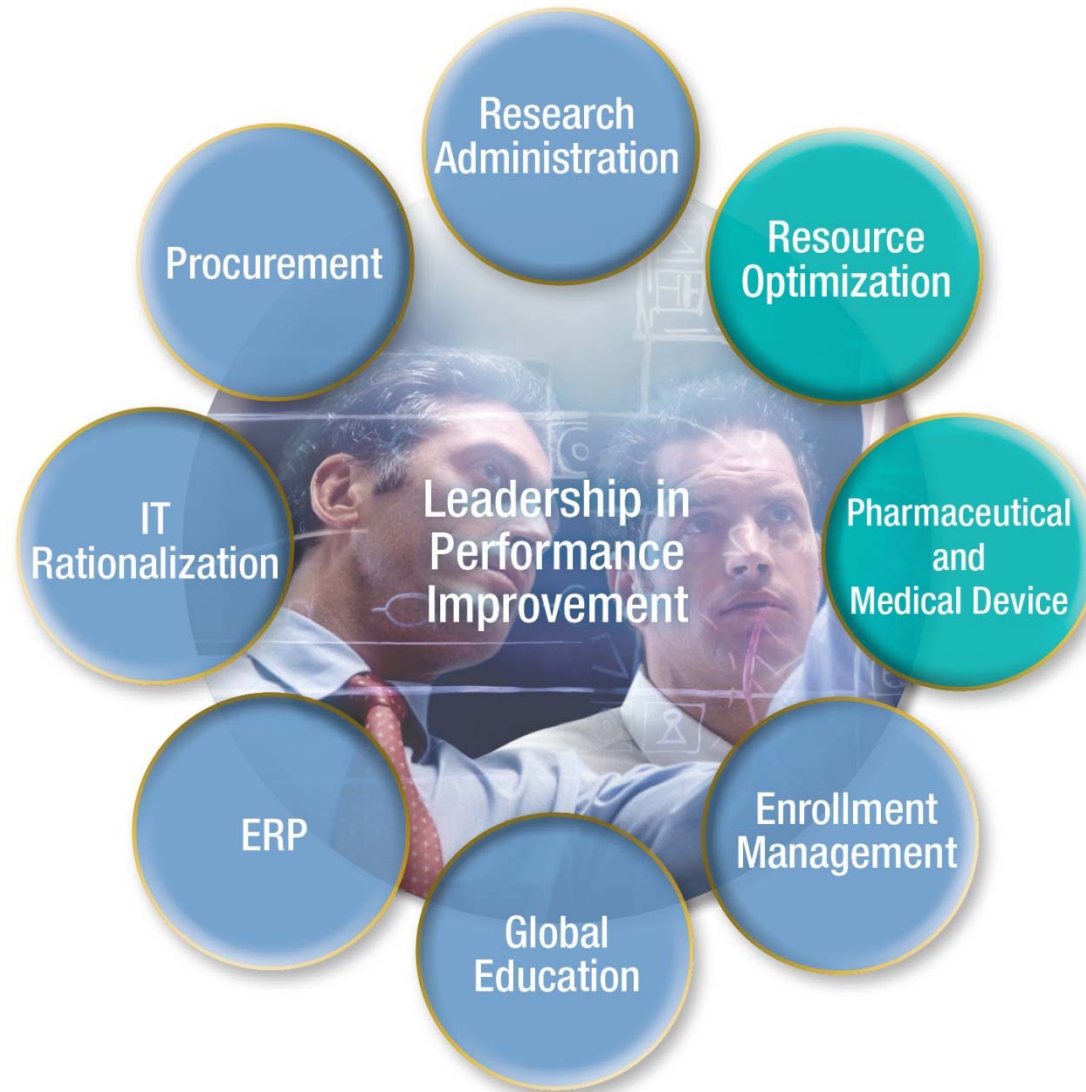 Research
Administration
Resource
Optimization
Pharmaceutical
and
Medical Device
Enrollment
Management
Global
Education
ERP
IT
Rationalization
Procurement
Leadership in
Performance
Improvement